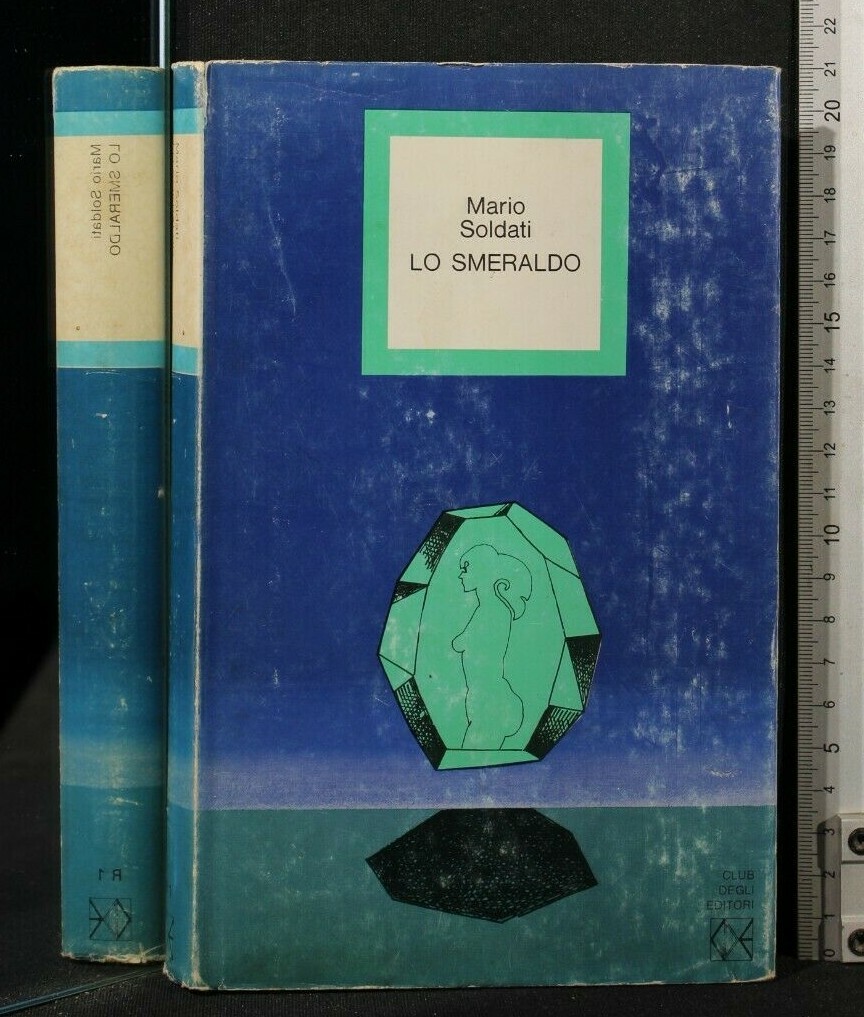 Mario
Soldati
LO SMERALDO
CLUB
DEGLI
EDITORI
LO SMERALDO
Mario Soldati
R 1
22
21
20
19
18
17
16
15
14
13
12
11
10
9
8
7
6
5
4
3
2
1
0